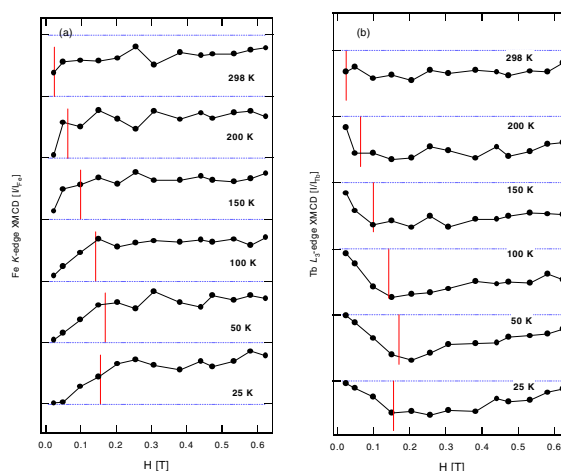 (a)
298 K
200 K
150 K
100 K
50 K
25 K
Fe K-edge XMCD [I/I_Fe]
0.0 0.1 0.2 0.3 0.4 0.5 0.6
H [T]
(b)
298 K
200 K
150 K
100 K
50 K
25 K
Tb L₃-edge XMCD [I/I_Tb]
0.0 0.1 0.2 0.3 0.4 0.5 0.6
H [T]